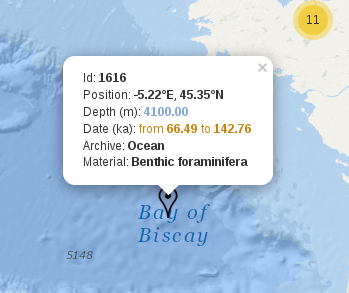 11
×
Id: 1616
Position: -5.22°E, 45.35°N
Depth (m): 4100.00
Date (ka): from 66.49 to 142.76
Archive: Ocean
Material: Benthic foraminifera
Bay of
Biscay
5148